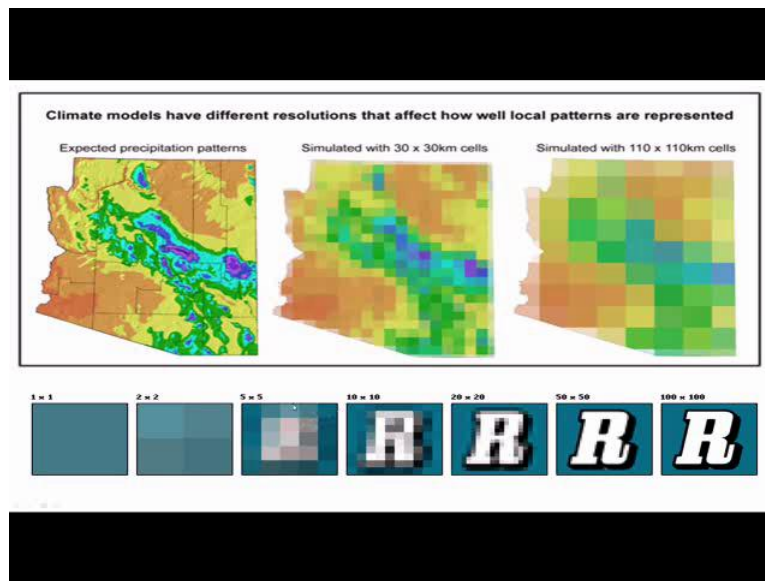 Climate models have different resolutions that affect how well local patterns are represented
Expected precipitation patterns
Simulated with 30 x 30km cells
Simulated with 110 x 110km cells
1 x 1
2 x 2
5 x 5
10 x 10
20 x 20
50 x 50
100 x 100
R
R
R
R